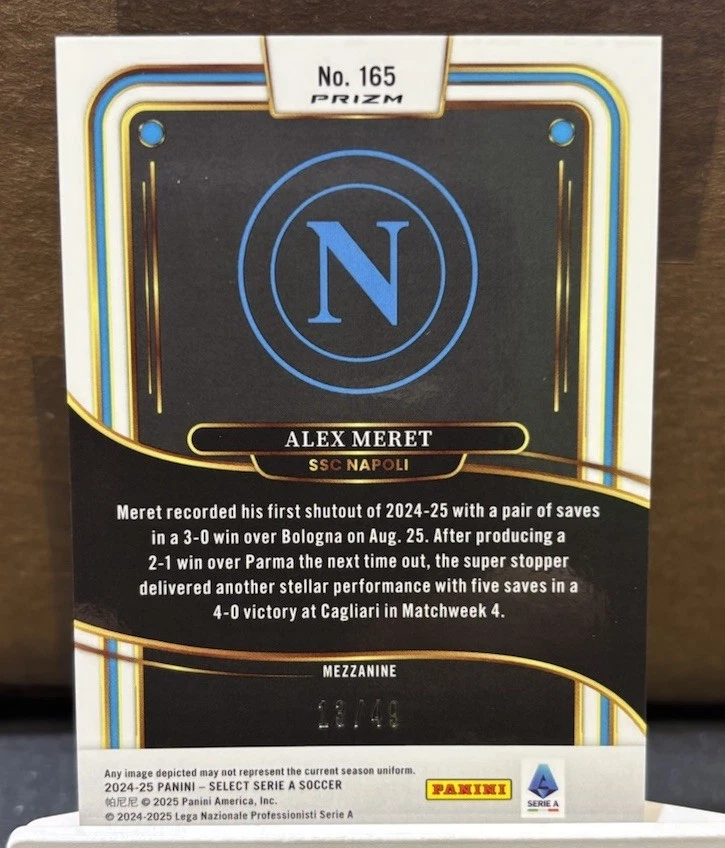 No. 165
PRIZM
N
ALEX MERET
SSC NAPOLI
Meret recorded his first shutout of 2024-25 with a pair of saves
in a 3-0 win over Bologna on Aug. 25. After producing a
2-1 win over Parma the next time out, the super stopper
delivered another stellar performance with five saves in a
4-0 victory at Cagliari in Matchweek 4.
MEZZANINE
13/49
Any image depicted may not represent the current season uniform.
2024-25 PANINI – SELECT SERIE A SOCCER
帕尼尼 © 2025 Panini America, Inc.
© 2024-2025 Lega Nazionale Professionisti Serie A
PANINI
SERIE A